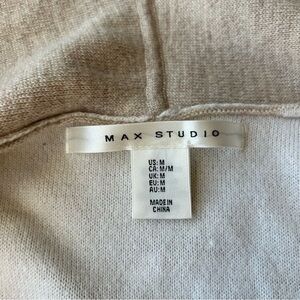 MAX STUDIO
US: M
CA: M/M
UK: M
EU: M
AU: M
MADE IN
CHINA